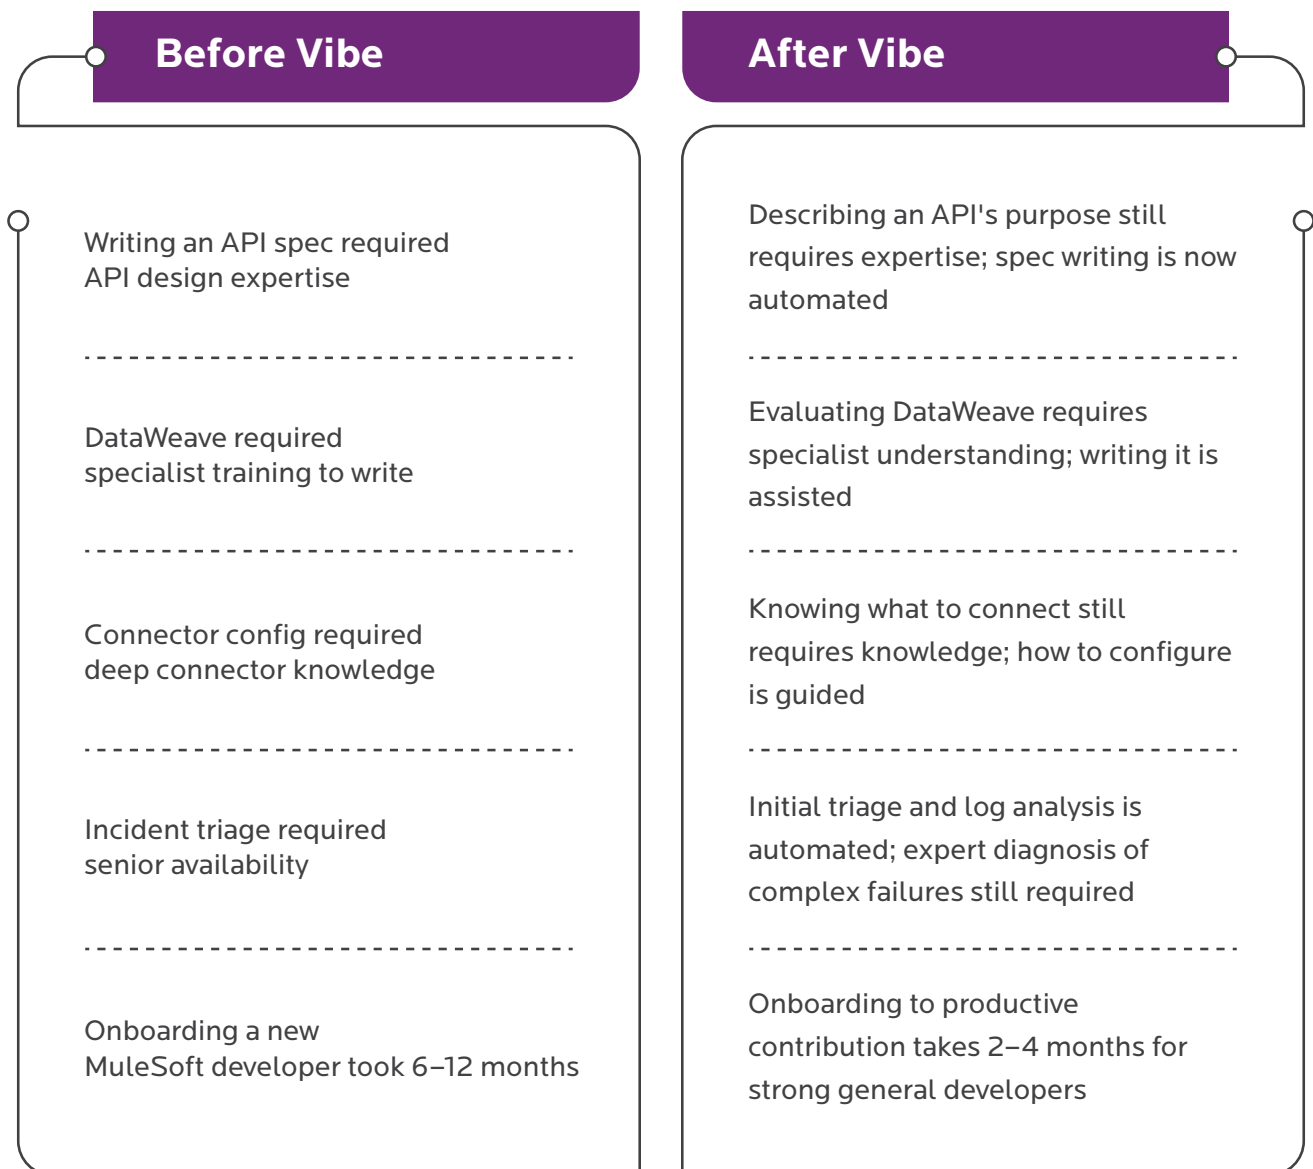 Before Vibe
Writing an API spec required
API design expertise
DataWeave required
specialist training to write
Connector config required
deep connector knowledge
Incident triage required
senior availability
Onboarding a new
MuleSoft developer took 6–12 months
After Vibe
Describing an API's purpose still
requires expertise; spec writing is now
automated
Evaluating DataWeave requires
specialist understanding; writing it is
assisted
Knowing what to connect still
requires knowledge; how to configure
is guided
Initial triage and log analysis is
automated; expert diagnosis of
complex failures still required
Onboarding to productive
contribution takes 2–4 months for
strong general developers